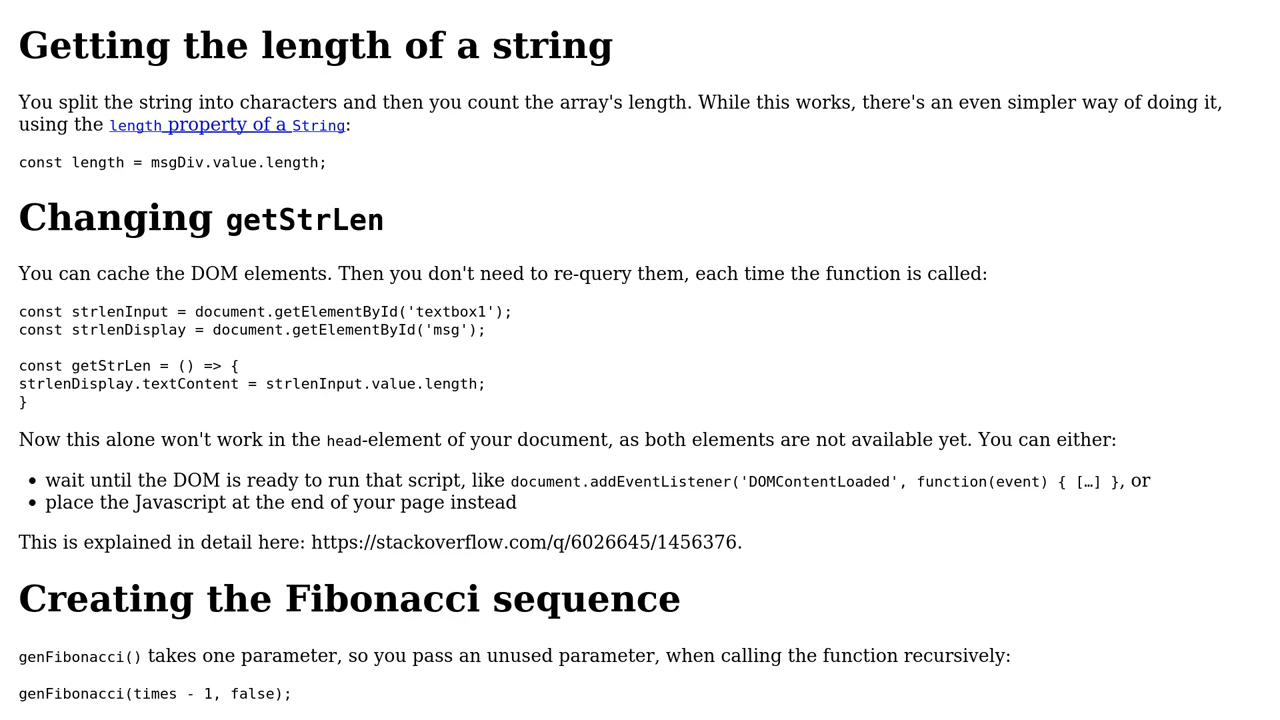 Getting the length of a string
You split the string into characters and then you count the array's length. While this works, there's an even simpler way of doing it,
using the length property of a String:
const length = msgDiv.value.length;
Changing getStrLen
You can cache the DOM elements. Then you don't need to re-query them, each time the function is called:
const strlenInput = document.getElementById('textbox1');
const strlenDisplay = document.getElementById('msg');
const getStrLen = () => {
strlenDisplay.textContent = strlenInput.value.length;
}
Now this alone won't work in the head-element of your document, as both elements are not available yet. You can either:
• wait until the DOM is ready to run that script, like document.addEventListener('DOMContentLoaded', function(event) { […] }, or
• place the Javascript at the end of your page instead
This is explained in detail here: https://stackoverflow.com/q/6026645/1456376.
Creating the Fibonacci sequence
genFibonacci() takes one parameter, so you pass an unused parameter, when calling the function recursively:
genFibonacci(times - 1, false);